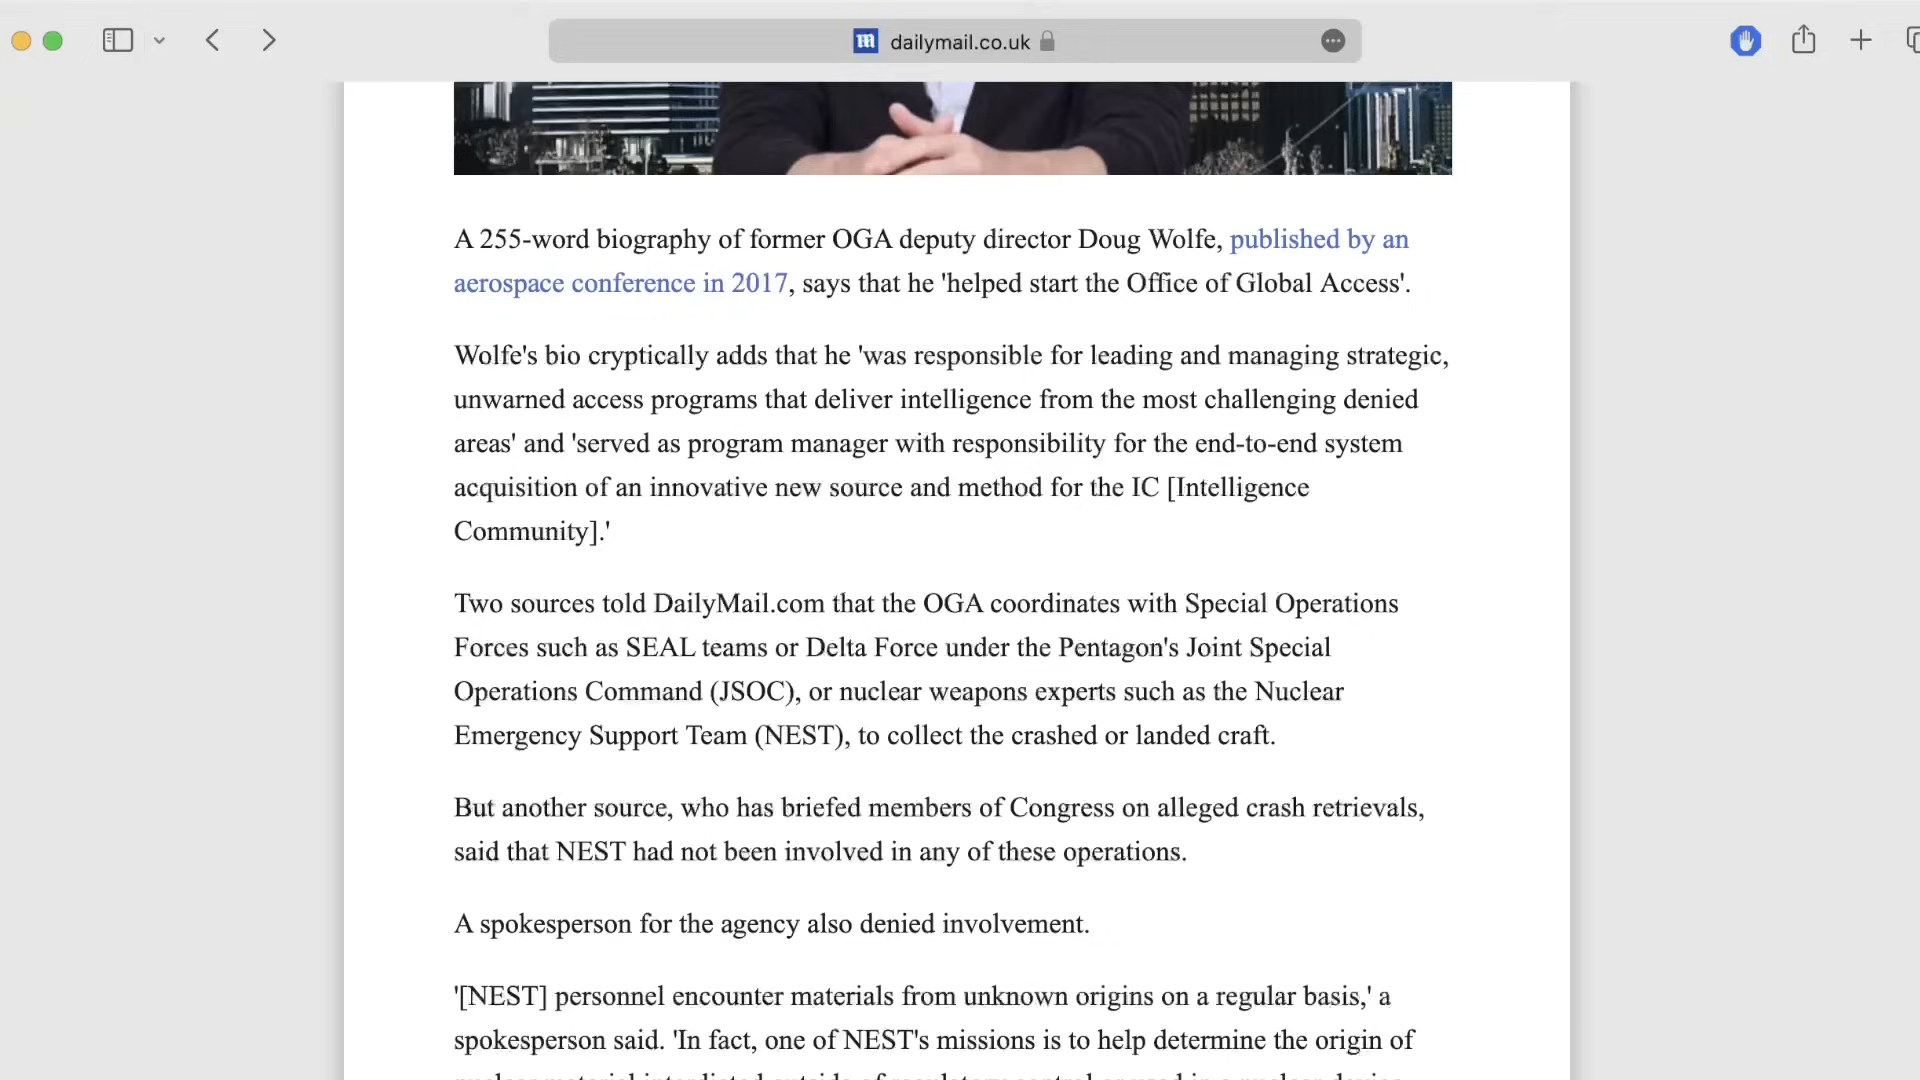 dailymail.co.uk
A 255-word biography of former OGA deputy director Doug Wolfe, published by an
aerospace conference in 2017, says that he 'helped start the Office of Global Access'.
Wolfe's bio cryptically adds that he 'was responsible for leading and managing strategic,
unwarned access programs that deliver intelligence from the most challenging denied
areas' and 'served as program manager with responsibility for the end-to-end system
acquisition of an innovative new source and method for the IC [Intelligence
Community].'
Two sources told DailyMail.com that the OGA coordinates with Special Operations
Forces such as SEAL teams or Delta Force under the Pentagon's Joint Special
Operations Command (JSOC), or nuclear weapons experts such as the Nuclear
Emergency Support Team (NEST), to collect the crashed or landed craft.
But another source, who has briefed members of Congress on alleged crash retrievals,
said that NEST had not been involved in any of these operations.
A spokesperson for the agency also denied involvement.
'[NEST] personnel encounter materials from unknown origins on a regular basis,' a
spokesperson said. 'In fact, one of NEST's missions is to help determine the origin of